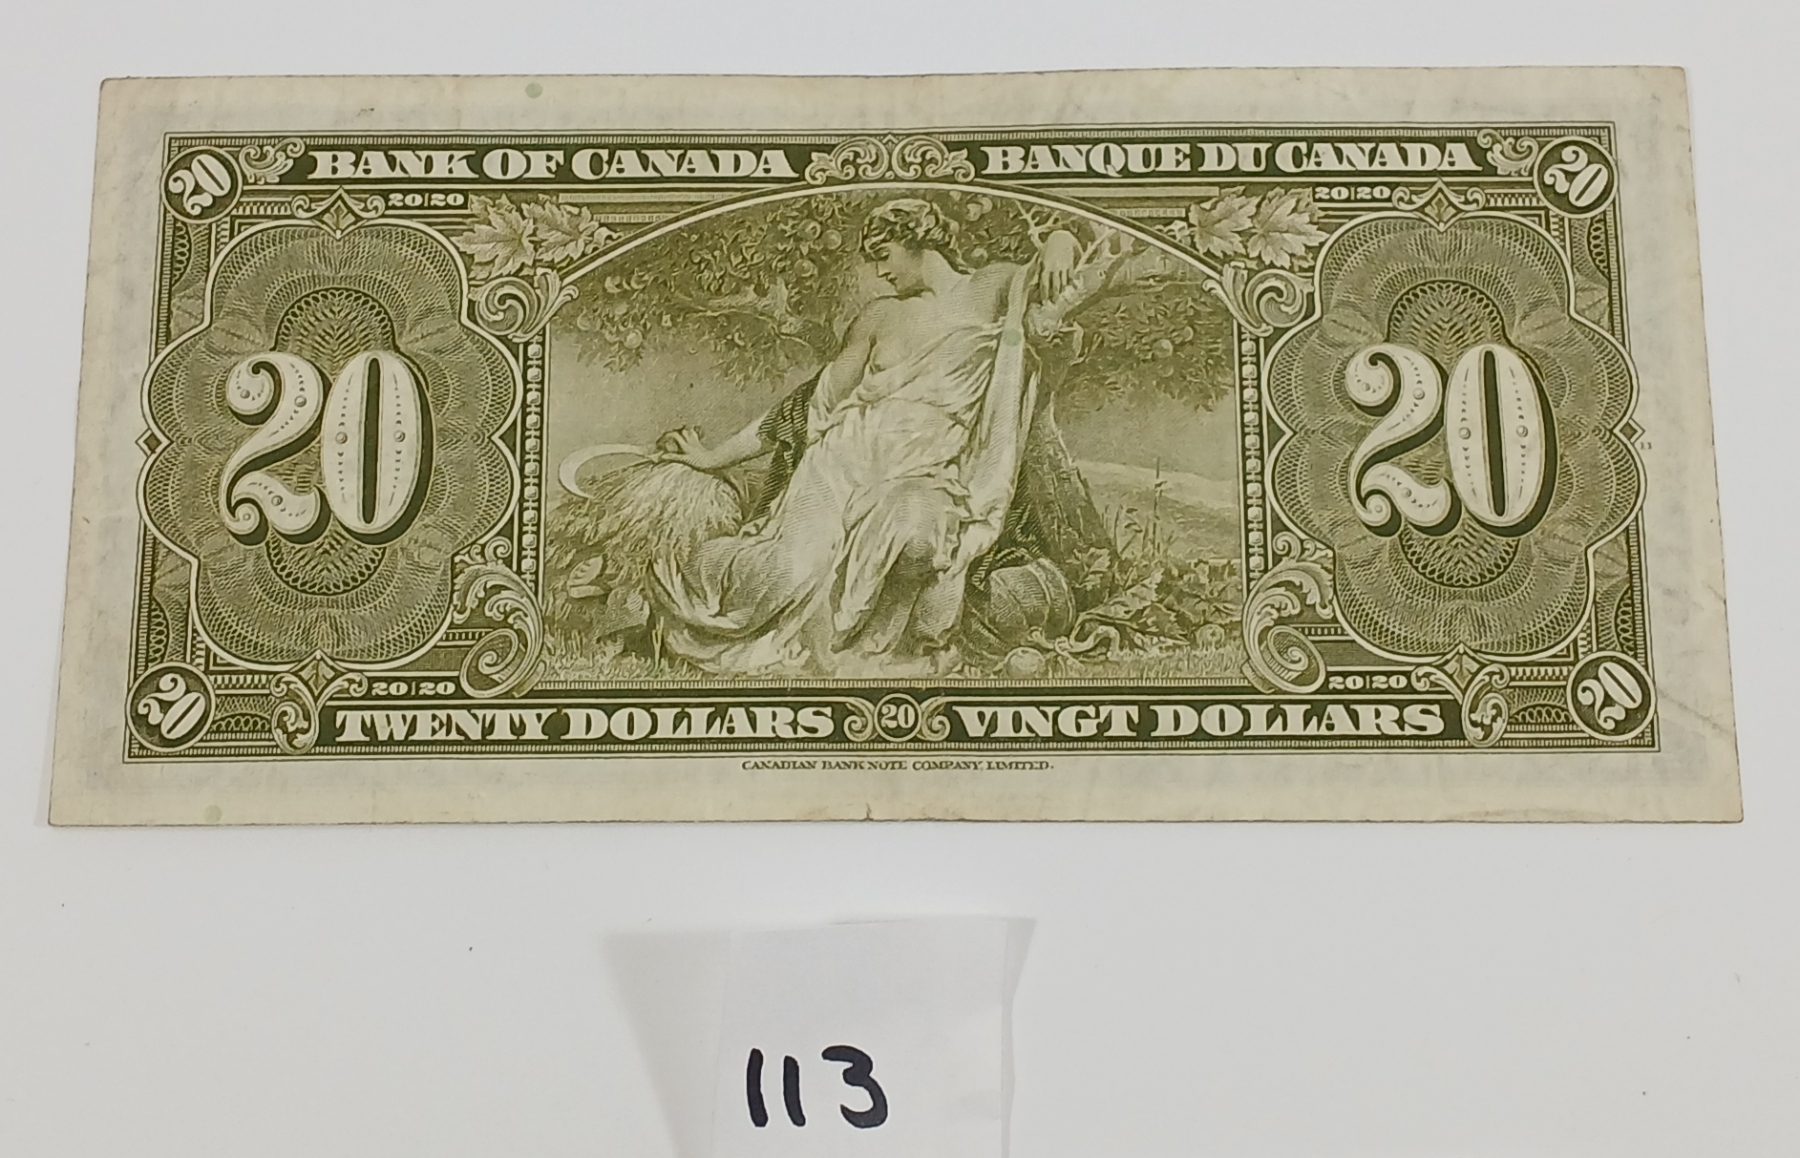 20 BANK OF CANADA BANQUE DU CANADA 20
20|20 20|20
20 20
20|20 20|20
20 TWENTY DOLLARS 20 VINGT DOLLARS 20
CANADIAN BANK NOTE COMPANY, LIMITED.
113